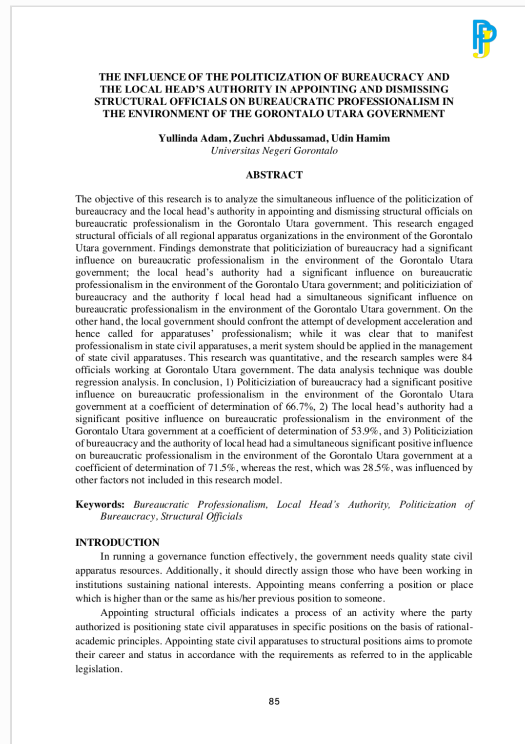 PPj
THE INFLUENCE OF THE POLITICIZATION OF BUREAUCRACY AND
THE LOCAL HEAD'S AUTHORITY IN APPOINTING AND DISMISSING
STRUCTURAL OFFICIALS ON BUREAUCRATIC PROFESSIONALISM IN
THE ENVIRONMENT OF THE GORONTALO UTARA GOVERNMENT
Yullinda Adam, Zuchri Abdussamad, Udin Hamim
Universitas Negeri Gorontalo
ABSTRACT
The objective of this research is to analyze the simultaneous influence of the politicization of
bureaucracy and the local head's authority in appointing and dismissing structural officials on
bureaucratic professionalism in the Gorontalo Utara government. This research engaged
structural officials of all regional apparatus organizations in the environment of the Gorontalo
Utara government. Findings demonstrate that politiciztiation of bureaucracy had a significant
influence on bureaucratic professionalism in the environment of the Gorontalo Utara
government; the local head's authority had a significant influence on bureaucratic
professionalism in the environment of the Gorontalo Utara government; and politicization of
bureaucracy and the authority f local head had a simultaneous significant influence on
bureaucratic professionalism in the environment of the Gorontalo Utara government. On the
other hand, the local government should confront the attempt of development acceleration and
hence called for apparatuses' professionalism; while it was clear that to manifest
professionalism in state civil apparatuses, a merit system should be applied in the management
of state civil apparatuses. This research was quantitative, and the research samples were 84
officials working at Gorontalo Utara government. The data analysis technique was double
regression analysis. In conclusion, 1) Politiciziation of bureaucracy had a significant positive
influence on bureaucratic professionalism in the environment of the Gorontalo Utara
government at a coefficient of determination of 66.7%, 2) The local head's authority had a
significant positive influence on bureaucratic professionalism in the environment of the
Gorontalo Utara government at a coefficient of determination of 53.9%, and 3) Politiciziation
of bureaucracy and the authority of local head had a simultaneous significant positive influence
on bureaucratic professionalism in the environment of the Gorontalo Utara government at a
coefficient of determination of 71.5%, whereas the rest, which was 28.5%, was influenced by
other factors not included in this research model.
Keywords: Bureaucratic Professionalism, Local Head's Authority, Politicization of
Bureaucracy, Structural Officials
INTRODUCTION
In running a governance function effectively, the government needs quality state civil
apparatus resources. Additionally, it should directly assign those who have been working in
institutions sustaining national interests. Appointing means conferring a position or place
which is higher than or the same as his/her previous position to someone.
Appointing structural officials indicates a process of an activity where the party
authorized is positioning state civil apparatuses in specific positions on the basis of rational-
academic principles. Appointing state civil apparatuses to structural positions aims to promote
their career and status in accordance with the requirements as referred to in the applicable
legislation.
85